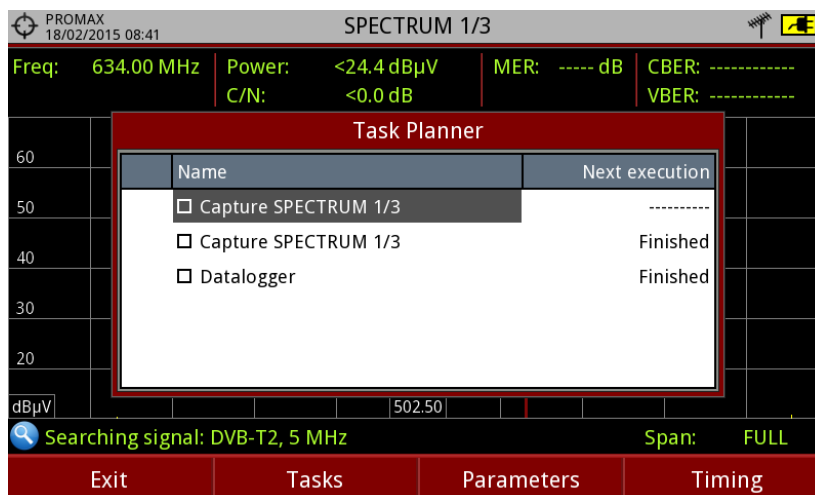 PROMAX
18/02/2015 08:41
SPECTRUM 1/3
Freq: 634.00 MHz Power: <24.4 dBµV MER: ----- dB CBER: ------------
C/N: <0.0 dB VBER: ------------
Task Planner
Name Next execution
Capture SPECTRUM 1/3 ----------
Capture SPECTRUM 1/3 Finished
Datalogger Finished
60
50
40
30
20
dBµV 502.50
Searching signal: DVB-T2, 5 MHz Span: FULL
Exit Tasks Parameters Timing